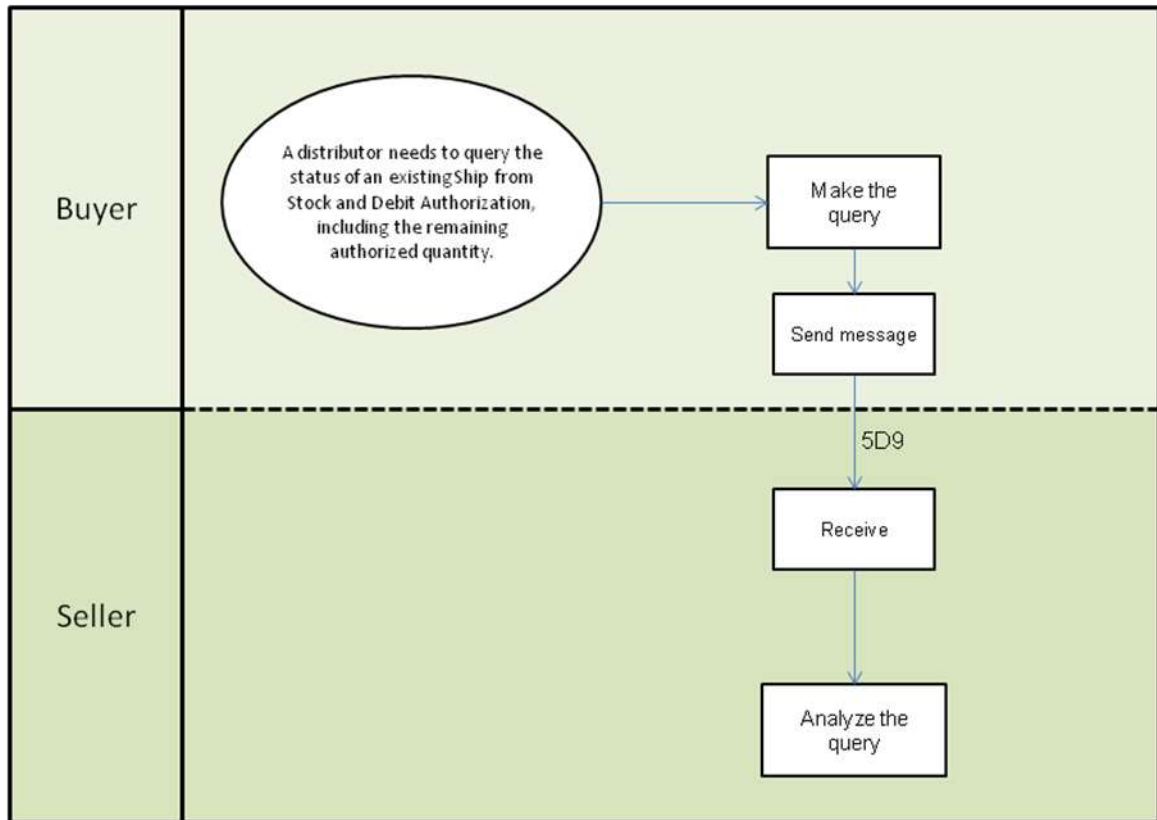 Buyer
A distributor needs to query the
status of an existingShip from
Stock and Debit Authorization,
including the remaining
authorized quantity.
Make the
query
Send message
5D9
Seller
Receive
Analyze the
query